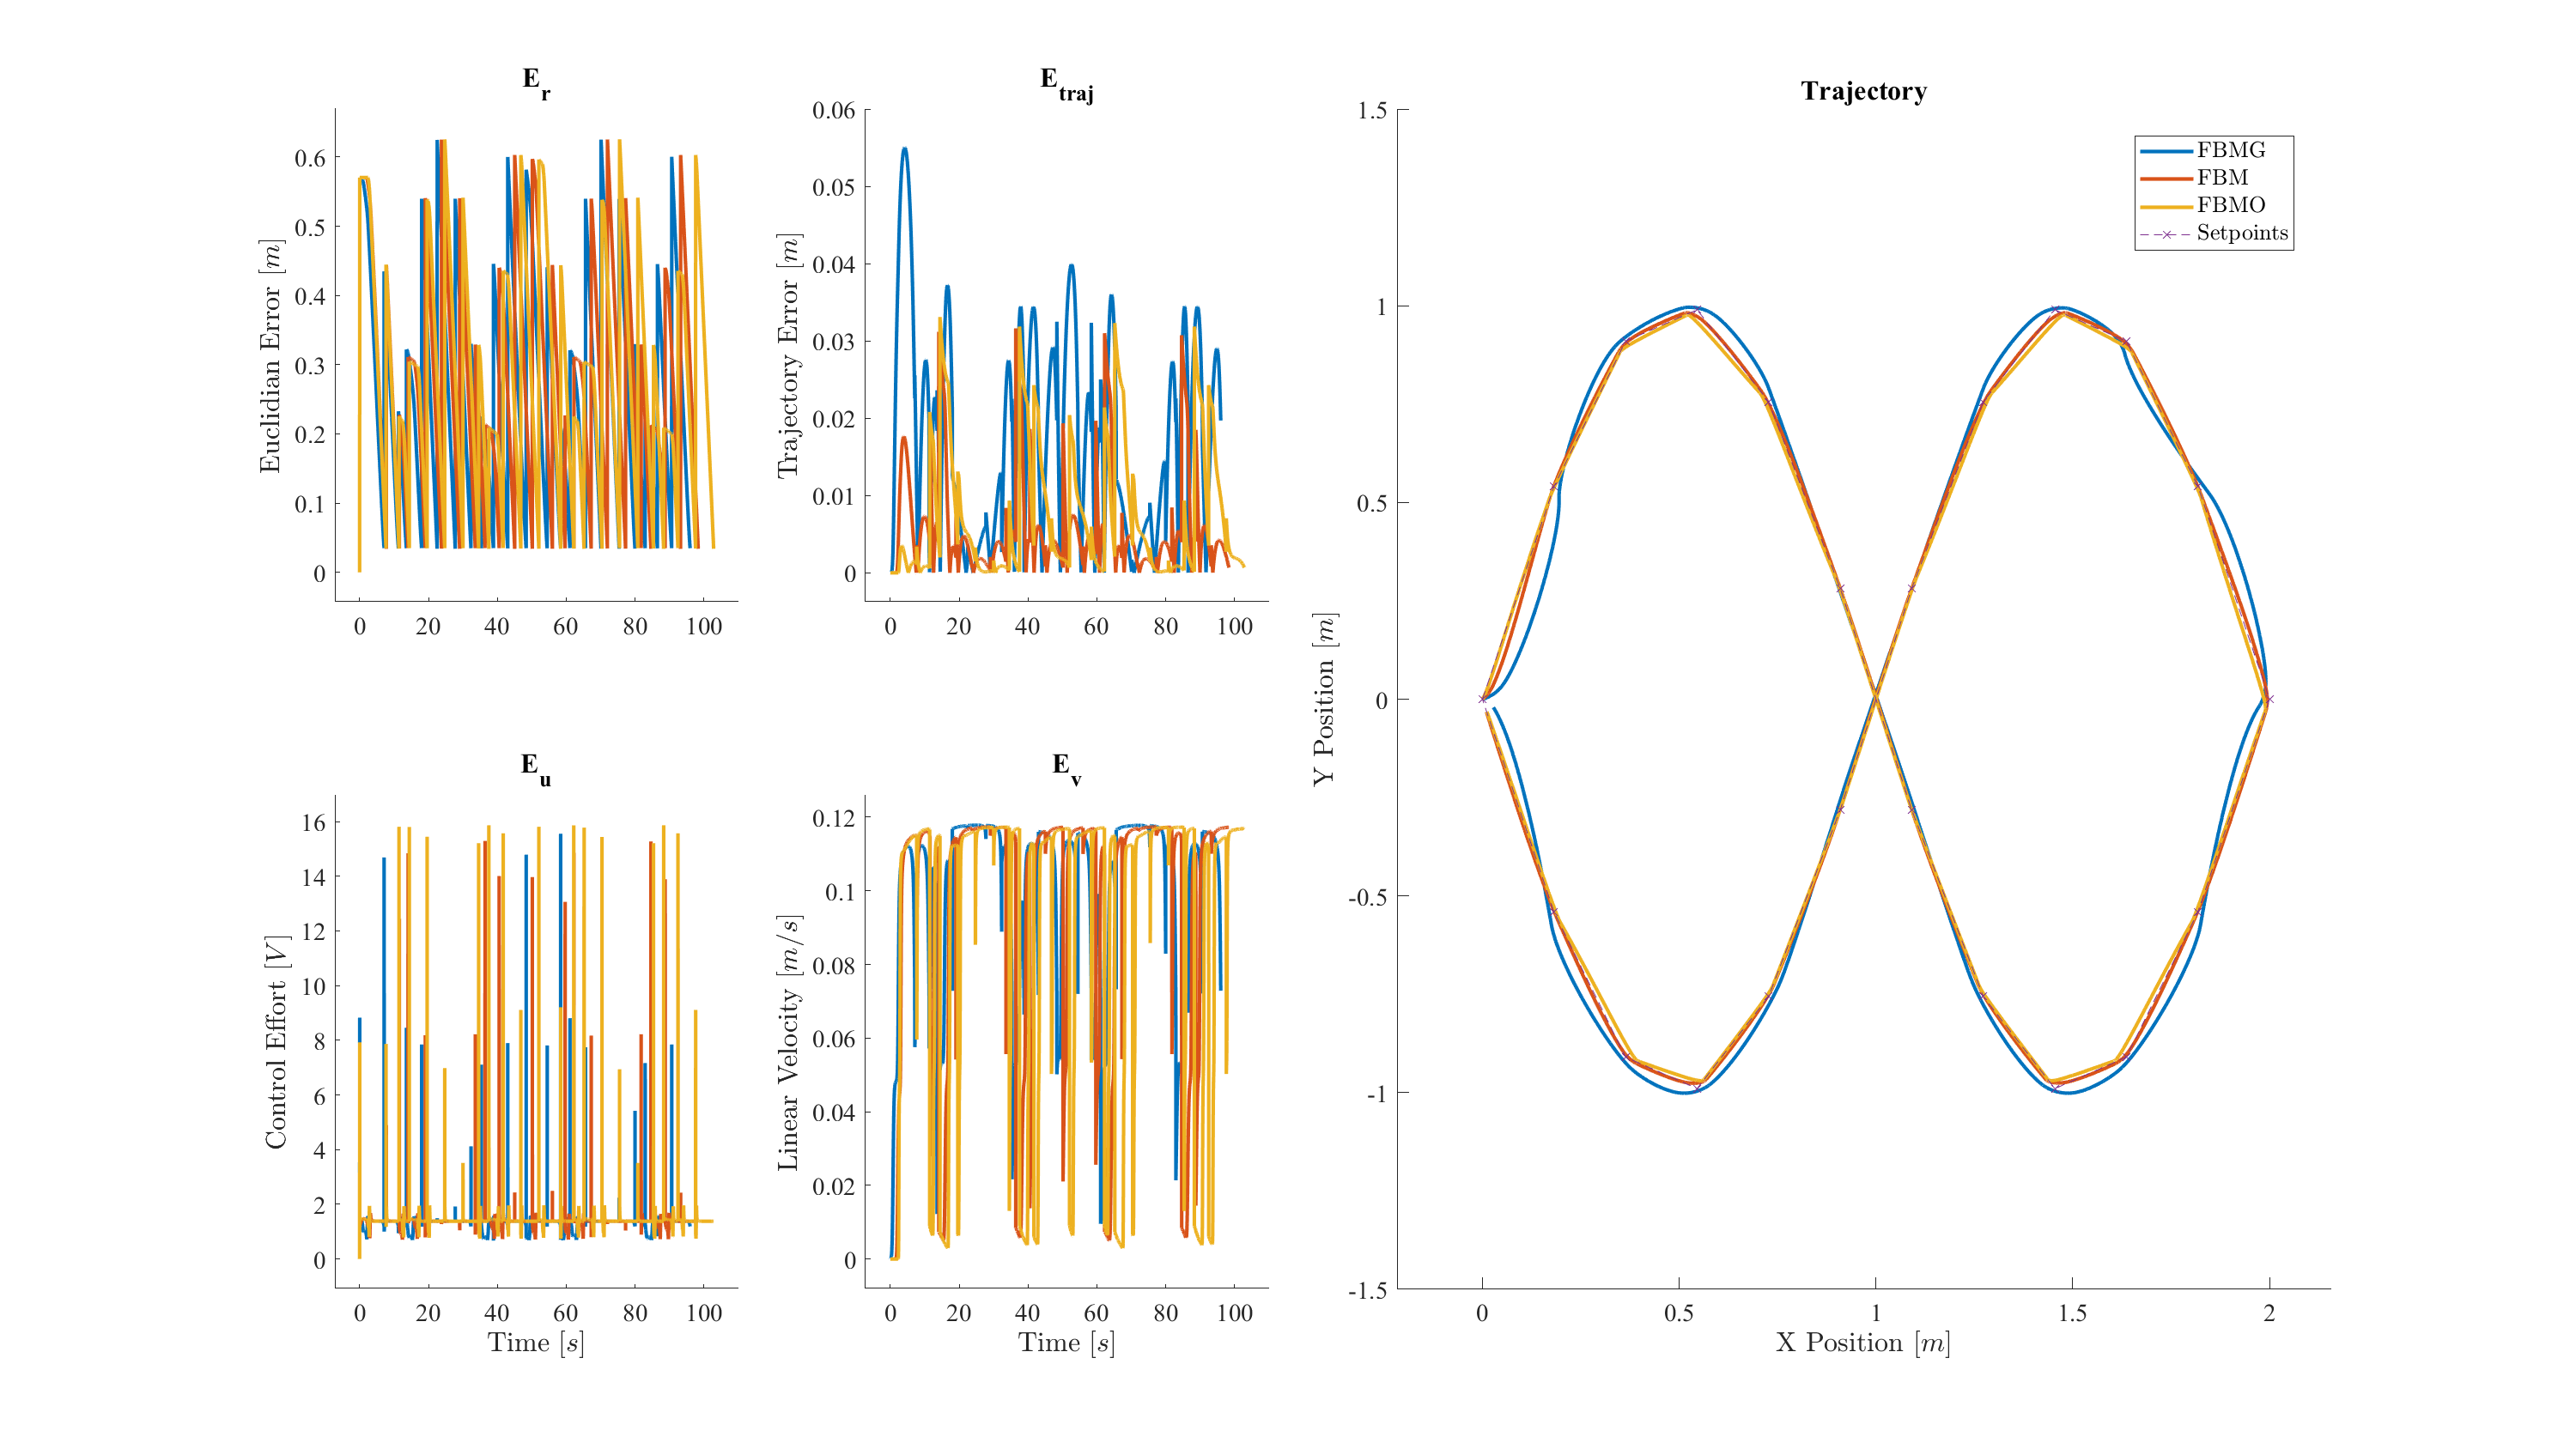 E_r
Euclidian Error [m]
0.6
0.5
0.4
0.3
0.2
0.1
0
0 20 40 60 80 100
E_traj
Trajectory Error [m]
0.06
0.05
0.04
0.03
0.02
0.01
0
0 20 40 60 80 100
E_u
Control Effort [V]
16
14
12
10
8
6
4
2
0
0 20 40 60 80 100
Time [s]
E_v
Linear Velocity [m/s]
0.12
0.1
0.08
0.06
0.04
0.02
0
0 20 40 60 80 100
Time [s]
Trajectory
Y Position [m]
1.5
1
0.5
0
-0.5
-1
-1.5
0 0.5 1 1.5 2
X Position [m]
FBMG
FBM
FBMO
Setpoints